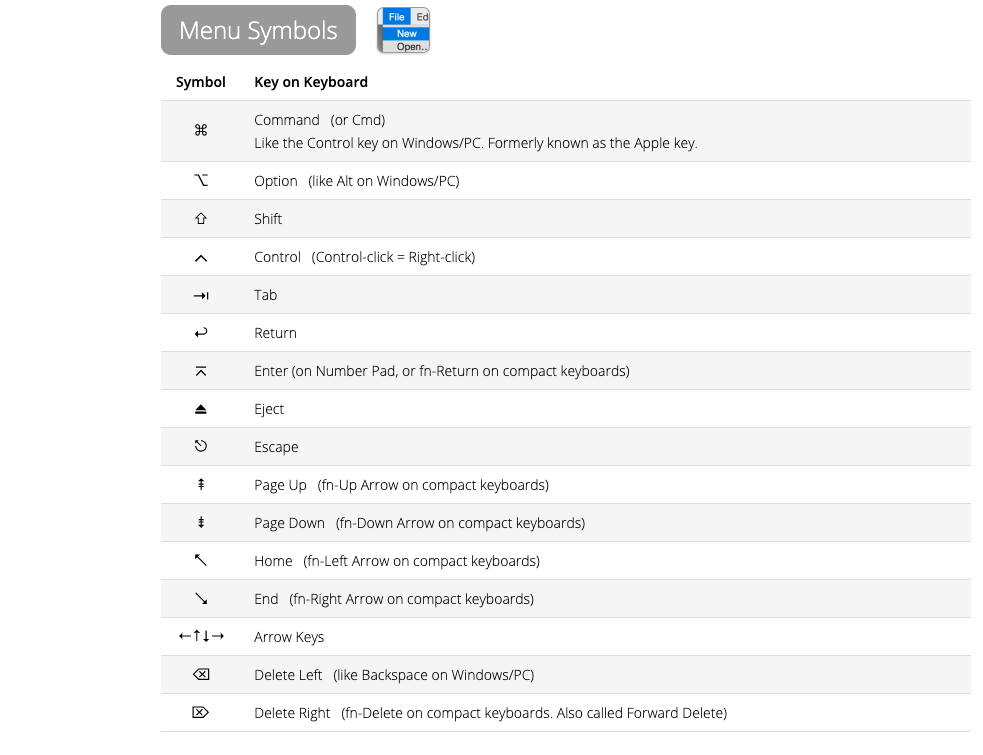 Menu Symbols
File Ed
New
Open..
Symbol Key on Keyboard
⌘ Command (or Cmd)
Like the Control key on Windows/PC. Formerly known as the Apple key.
⌥ Option (like Alt on Windows/PC)
⇧ Shift
⌃ Control (Control-click = Right-click)
⇥ Tab
↩ Return
⌤ Enter (on Number Pad, or fn-Return on compact keyboards)
⏏ Eject
⎋ Escape
⇞ Page Up (fn-Up Arrow on compact keyboards)
⇟ Page Down (fn-Down Arrow on compact keyboards)
↖ Home (fn-Left Arrow on compact keyboards)
↘ End (fn-Right Arrow on compact keyboards)
←↑↓→ Arrow Keys
⌫ Delete Left (like Backspace on Windows/PC)
⌦ Delete Right (fn-Delete on compact keyboards. Also called Forward Delete)